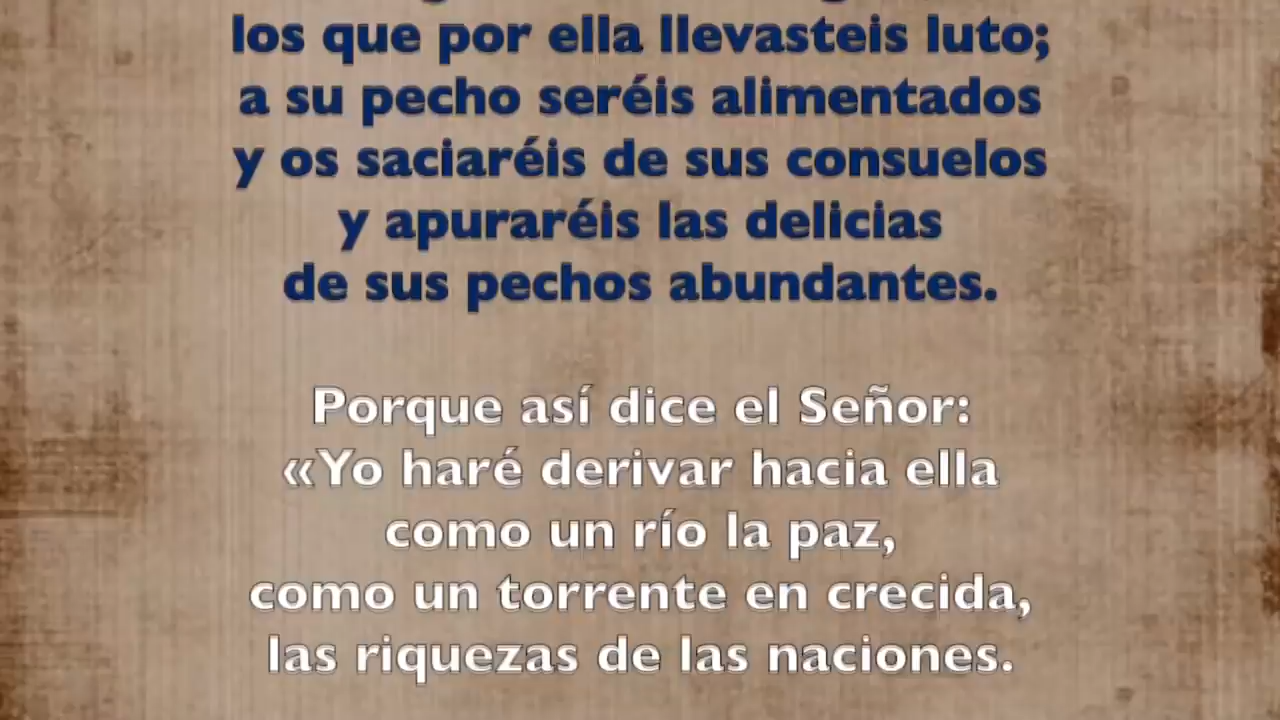 los que por ella llevasteis luto;
a su pecho seréis alimentados
y os saciaréis de sus consuelos
y apuraréis las delicias
de sus pechos abundantes.
Porque así dice el Señor:
«Yo haré derivar hacia ella
como un río la paz,
como un torrente en crecida,
las riquezas de las naciones.